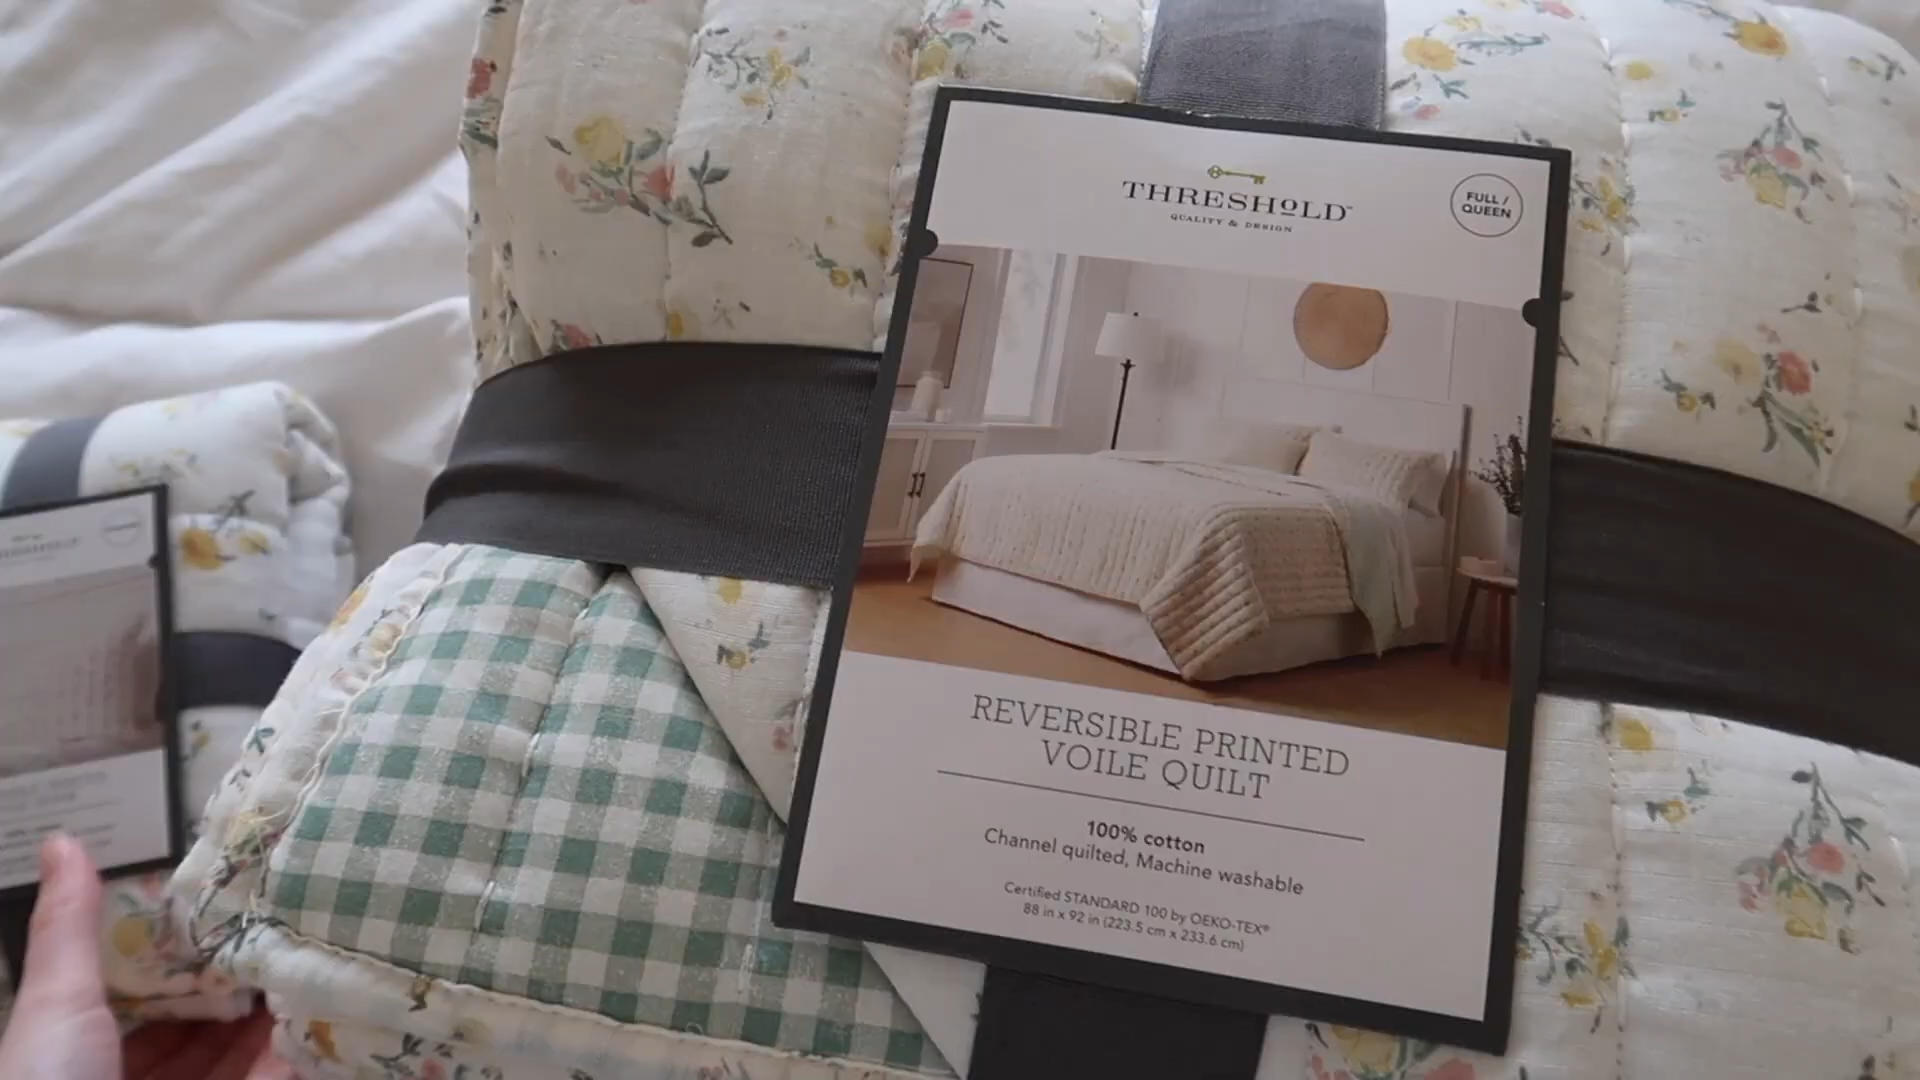 THRESHOLD™
QUALITY & DESIGN
FULL /
QUEEN
REVERSIBLE PRINTED
VOILE QUILT
100% cotton
Channel quilted, Machine washable
Certified STANDARD 100 by OEKO-TEX®
88 in x 92 in (223.5 cm x 233.6 cm)